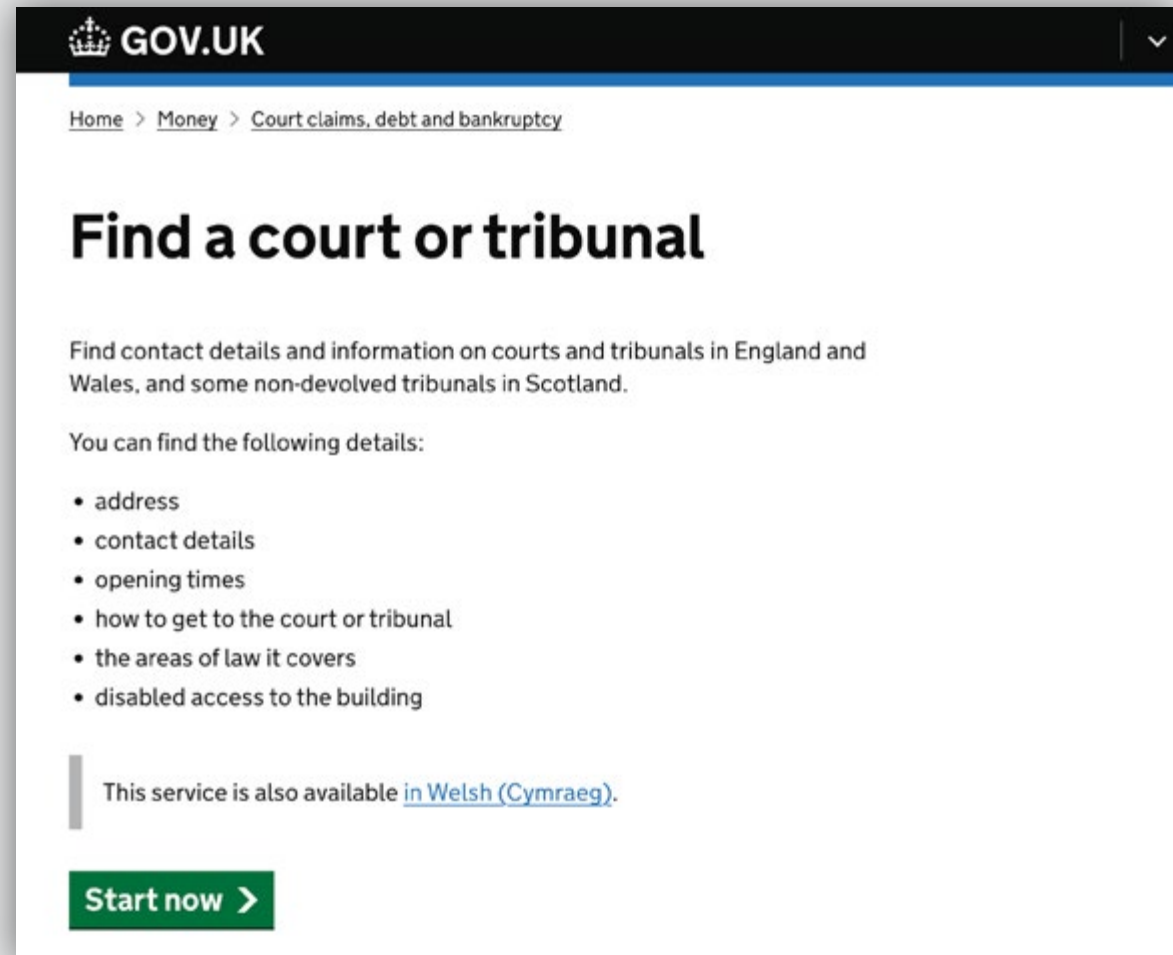 GOV.UK
Home > Money > Court claims, debt and bankruptcy
Find a court or tribunal
Find contact details and information on courts and tribunals in England and
Wales, and some non-devolved tribunals in Scotland.
You can find the following details:
• address
• contact details
• opening times
• how to get to the court or tribunal
• the areas of law it covers
• disabled access to the building
This service is also available in Welsh (Cymraeg).
Start now